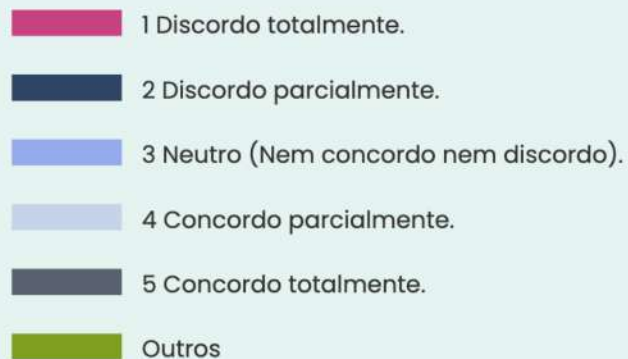 1 Discordo totalmente.
2 Discordo parcialmente.
3 Neutro (Nem concordo nem discordo).
4 Concordo parcialmente.
5 Concordo totalmente.
Outros